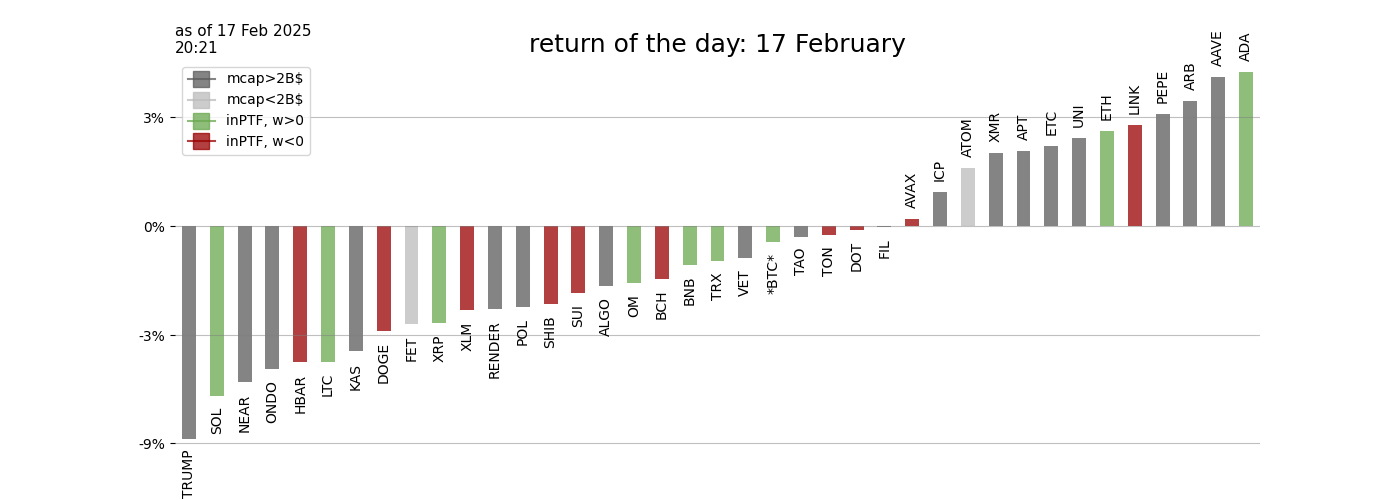 as of 17 Feb 2025
20:21
return of the day: 17 February
mcap>2B$
mcap<2B$
inPTF, w>0
inPTF, w<0
3%
0%
-3%
-9%
TRUMP
SOL
NEAR
ONDO
HBAR
LTC
KAS
DOGE
FET
XRP
XLM
RENDER
POL
SHIB
SUI
ALGO
OM
BCH
BNB
TRX
VET
*BTC*
TAO
TON
DOT
FIL
AVAX
ICP
ATOM
XMR
APT
ETC
UNI
ETH
LINK
PEPE
ARB
AAVE
ADA